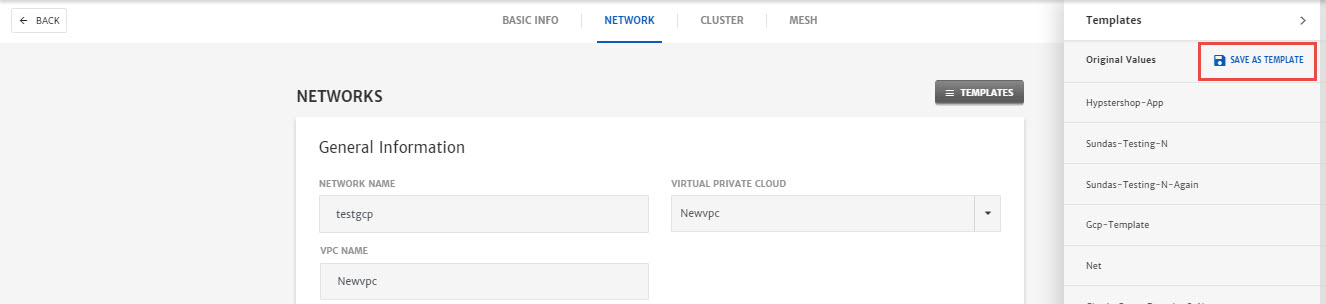 BACK
BASIC INFO
NETWORK
CLUSTER
MESH
NETWORKS
TEMPLATES
General Information
NETWORK NAME
testgcp
VIRTUAL PRIVATE CLOUD
Newvpc
VPC NAME
Newvpc
Templates
Original Values
SAVE AS TEMPLATE
Hypstershop-App
Sundas-Testing-N
Sundas-Testing-N-Again
Gcp-Template
Net